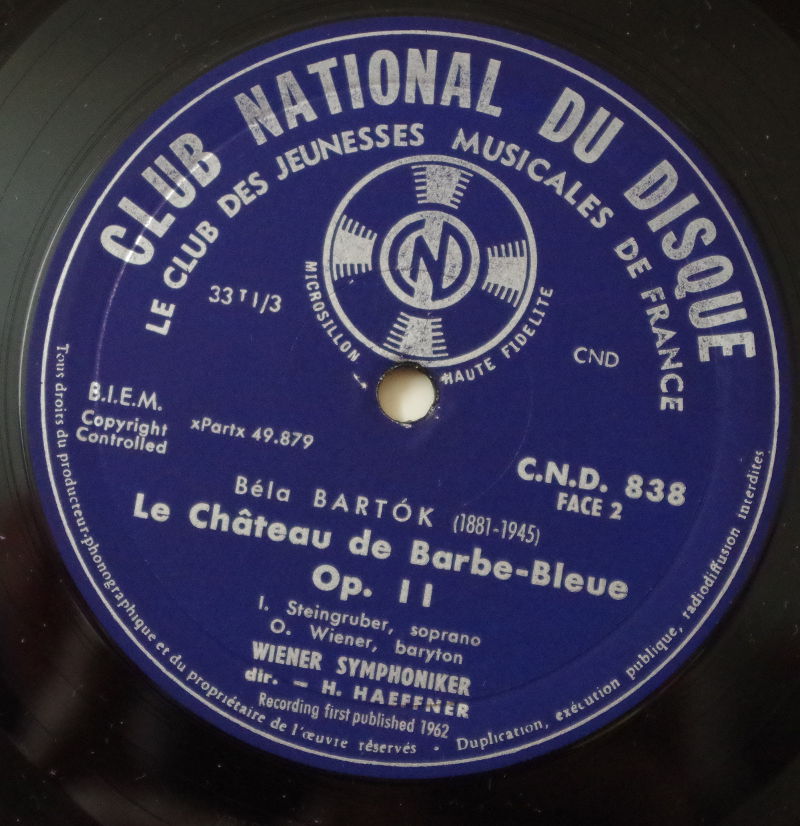 CLUB NATIONAL DU DISQUE
LE CLUB DES JEUNESSES MUSICALES DE FRANCE
N
MICROSILLON HAUTE FIDELITE
33 T 1/3
CND
B.I.E.M.
Copyright
Controlled
xPartx 49.879
C.N.D. 838
FACE 2
Béla BARTÓK (1881-1945)
Le Château de Barbe-Bleue
Op. 11
I. Steingruber, soprano
O. Wiener, baryton
WIENER SYMPHONIKER
dir. - H. HAEFFNER
Recording first published 1962
Tous droits du producteur-phonographique et du propriétaire de l'œuvre réservés • Duplication, exécution publique, radiodiffusion interdites